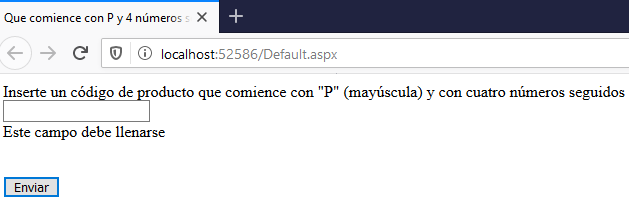 Que comience con P y 4 números s
localhost:52586/Default.aspx
Inserte un código de producto que comience con "P" (mayúscula) y con cuatro números seguidos
Este campo debe llenarse
Enviar